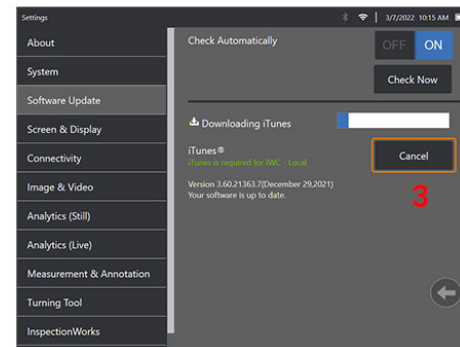 Settings
3/7/2022 10:15 AM
About
System
Software Update
Screen & Display
Connectivity
Image & Video
Analytics (Still)
Analytics (Live)
Measurement & Annotation
Turning Tool
InspectionWorks
Check Automatically
OFF ON
Check Now
Downloading iTunes
iTunes®
iTunes is required for IWC - Local
Cancel
Version 3.60.21363.7(December 29,2021)
Your software is up to date.
3